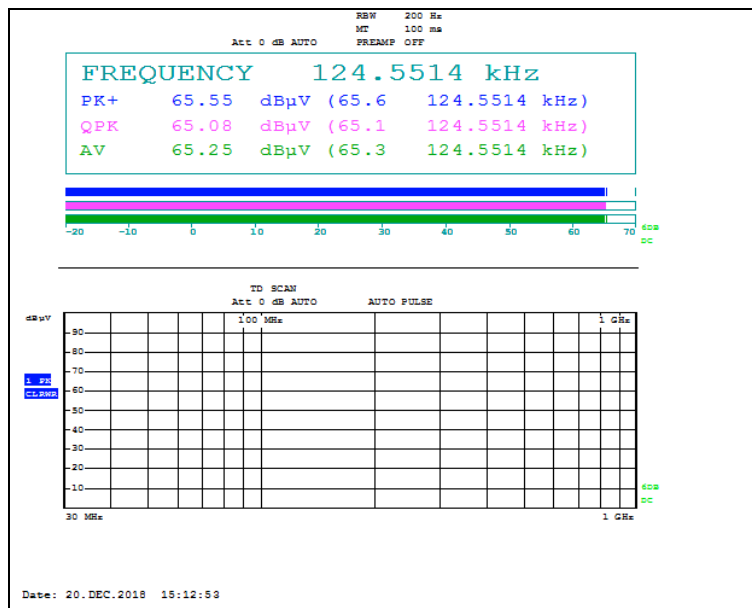 RBW 200 Hz
MT 100 ms
Att 0 dB AUTO PREAMP OFF
FREQUENCY 124.5514 kHz
PK+ 65.55 dBµV (65.6 124.5514 kHz)
QPK 65.08 dBµV (65.1 124.5514 kHz)
AV 65.25 dBµV (65.3 124.5514 kHz)
-20 -10 0 10 20 30 40 50 60 70
6DB
DC
TD SCAN
Att 0 dB AUTO AUTO PULSE
dBµV
100 MHz 1 GHz
90
80
70
1 PK
60
CLRWR
50
40
30
20
10
6DB
DC
30 MHz 1 GHz
Date: 20.DEC.2018 15:12:53